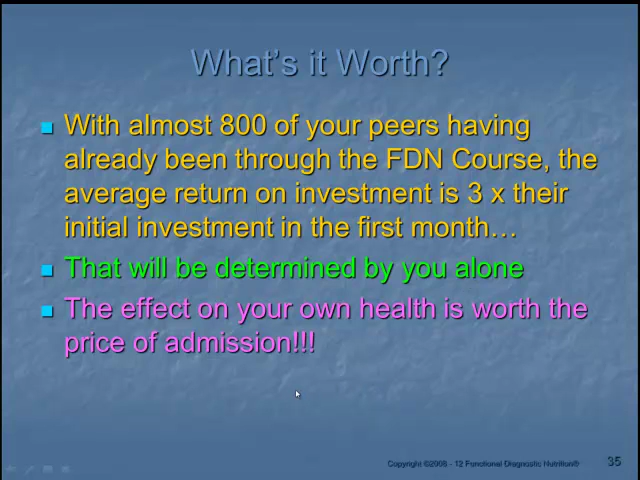 What's it Worth?
With almost 800 of your peers having
already been through the FDN Course, the
average return on investment is 3 x their
initial investment in the first month…
That will be determined by you alone
The effect on your own health is worth the
price of admission!!!
Copyright ©2008 - 12 Functional Diagnostic Nutrition®
35